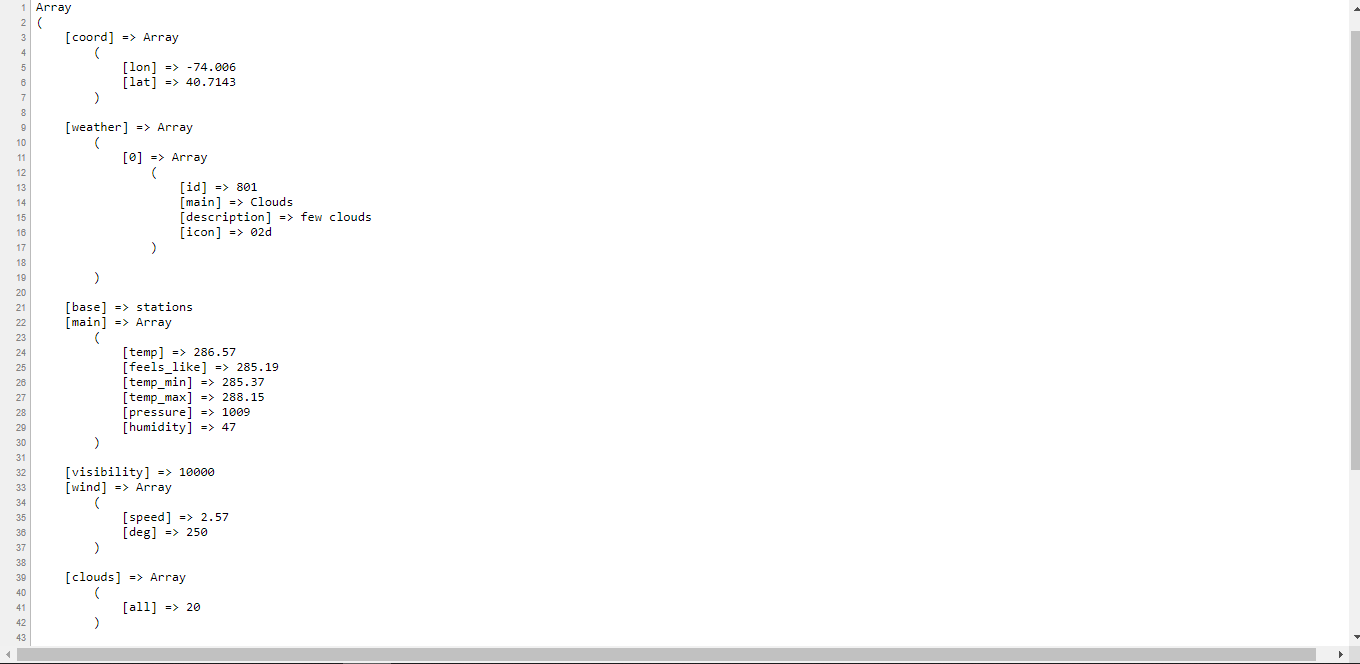 1 Array
2 (
3     [coord] => Array
4         (
5             [lon] => -74.006
6             [lat] => 40.7143
7         )
8
9     [weather] => Array
10         (
11             [0] => Array
12                 (
13                     [id] => 801
14                     [main] => Clouds
15                     [description] => few clouds
16                     [icon] => 02d
17                 )
18
19         )
20
21     [base] => stations
22     [main] => Array
23         (
24             [temp] => 286.57
25             [feels_like] => 285.19
26             [temp_min] => 285.37
27             [temp_max] => 288.15
28             [pressure] => 1009
29             [humidity] => 47
30         )
31
32     [visibility] => 10000
33     [wind] => Array
34         (
35             [speed] => 2.57
36             [deg] => 250
37         )
38
39     [clouds] => Array
40         (
41             [all] => 20
42         )
43